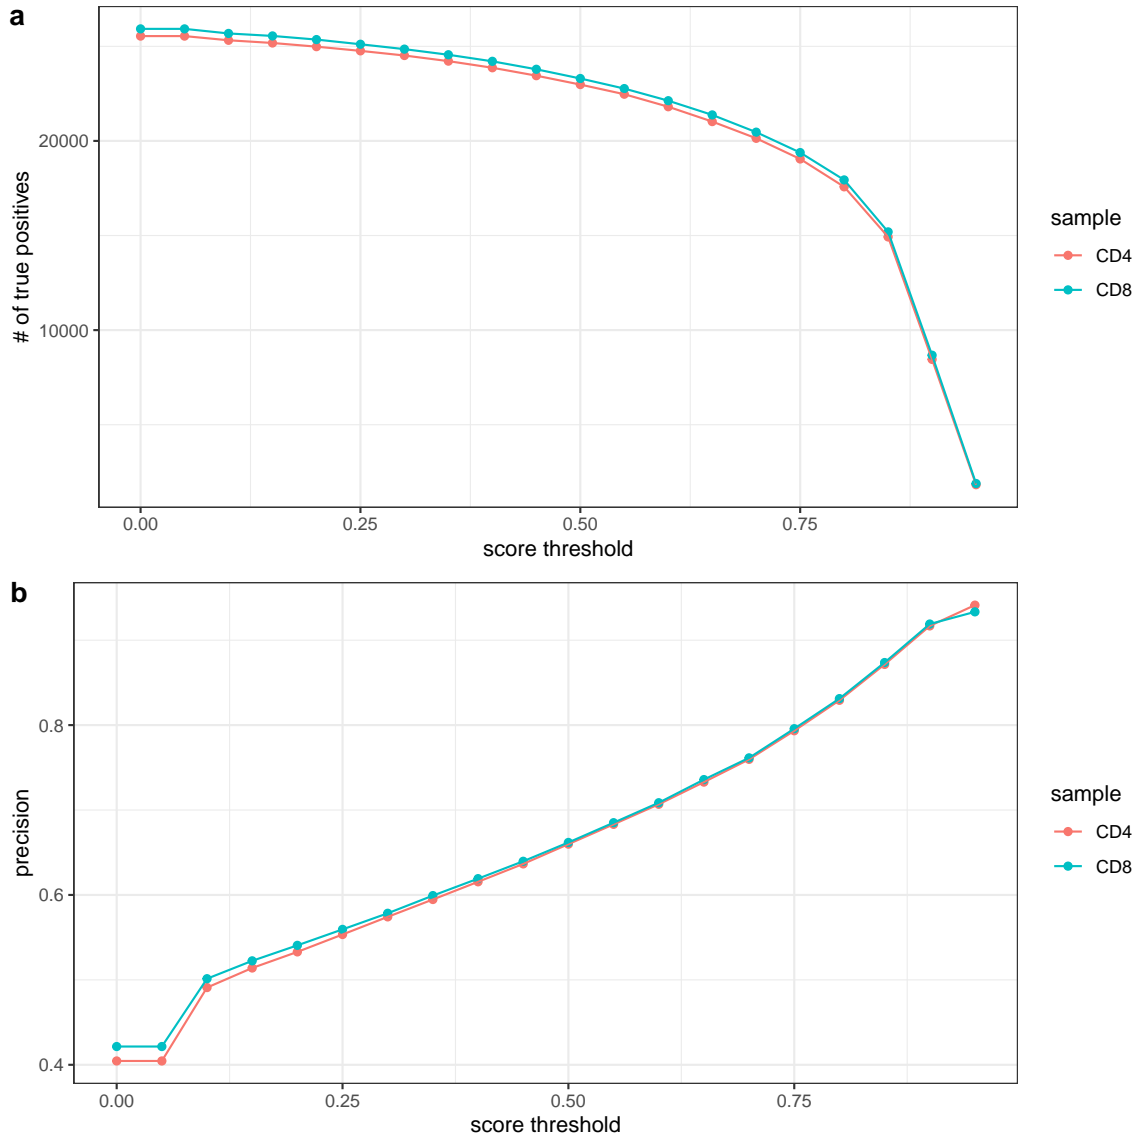 a
20000
10000
# of true positives
0.00
0.25
0.50
0.75
score threshold
sample
CD4
CD8
b
0.8
0.6
0.4
precision
0.00
0.25
0.50
0.75
score threshold
sample
CD4
CD8